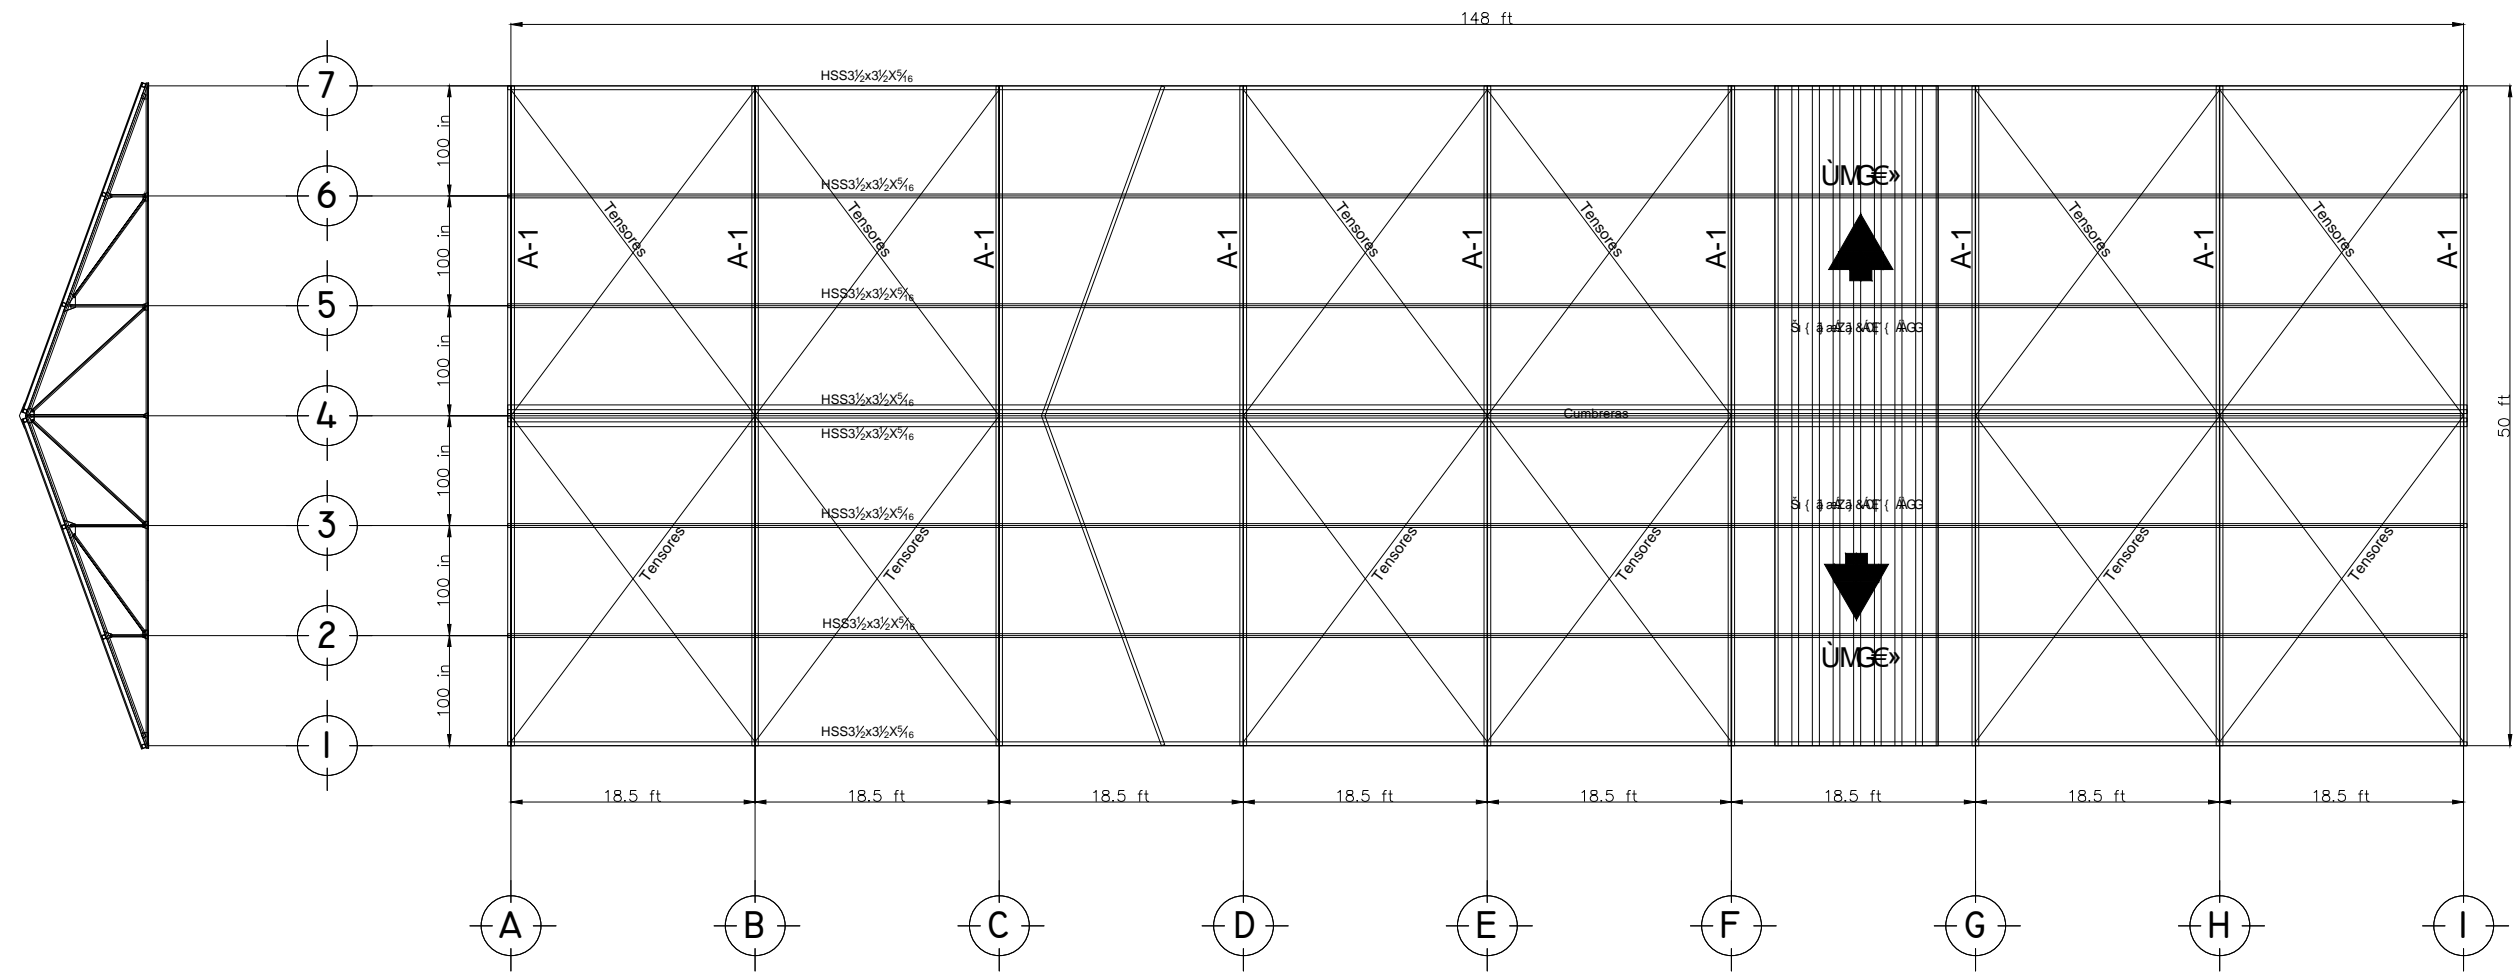 148 ft
HSS3½x3½X5⁄16
7
100 in
HSS3½x3½X5⁄16
6
Tensores
Tensores
Tensores
Tensores
Tensores
Tensores
A-1
A-1
A-1
A-1
A-1
A-1
A-1
A-1
A-1
100 in
HSS3½x3½X5⁄16
5
100 in
HSS3½x3½X5⁄16
4
Cumbreras
50 ft
HSS3½x3½X5⁄16
100 in
HSS3½x3½X5⁄16
3
Tensores
Tensores
Tensores
Tensores
Tensores
Tensores
100 in
HSS3½x3½X5⁄16
2
100 in
HSS3½x3½X5⁄16
1
18.5 ft
18.5 ft
18.5 ft
18.5 ft
18.5 ft
18.5 ft
18.5 ft
18.5 ft
A
B
C
D
E
F
G
H
I